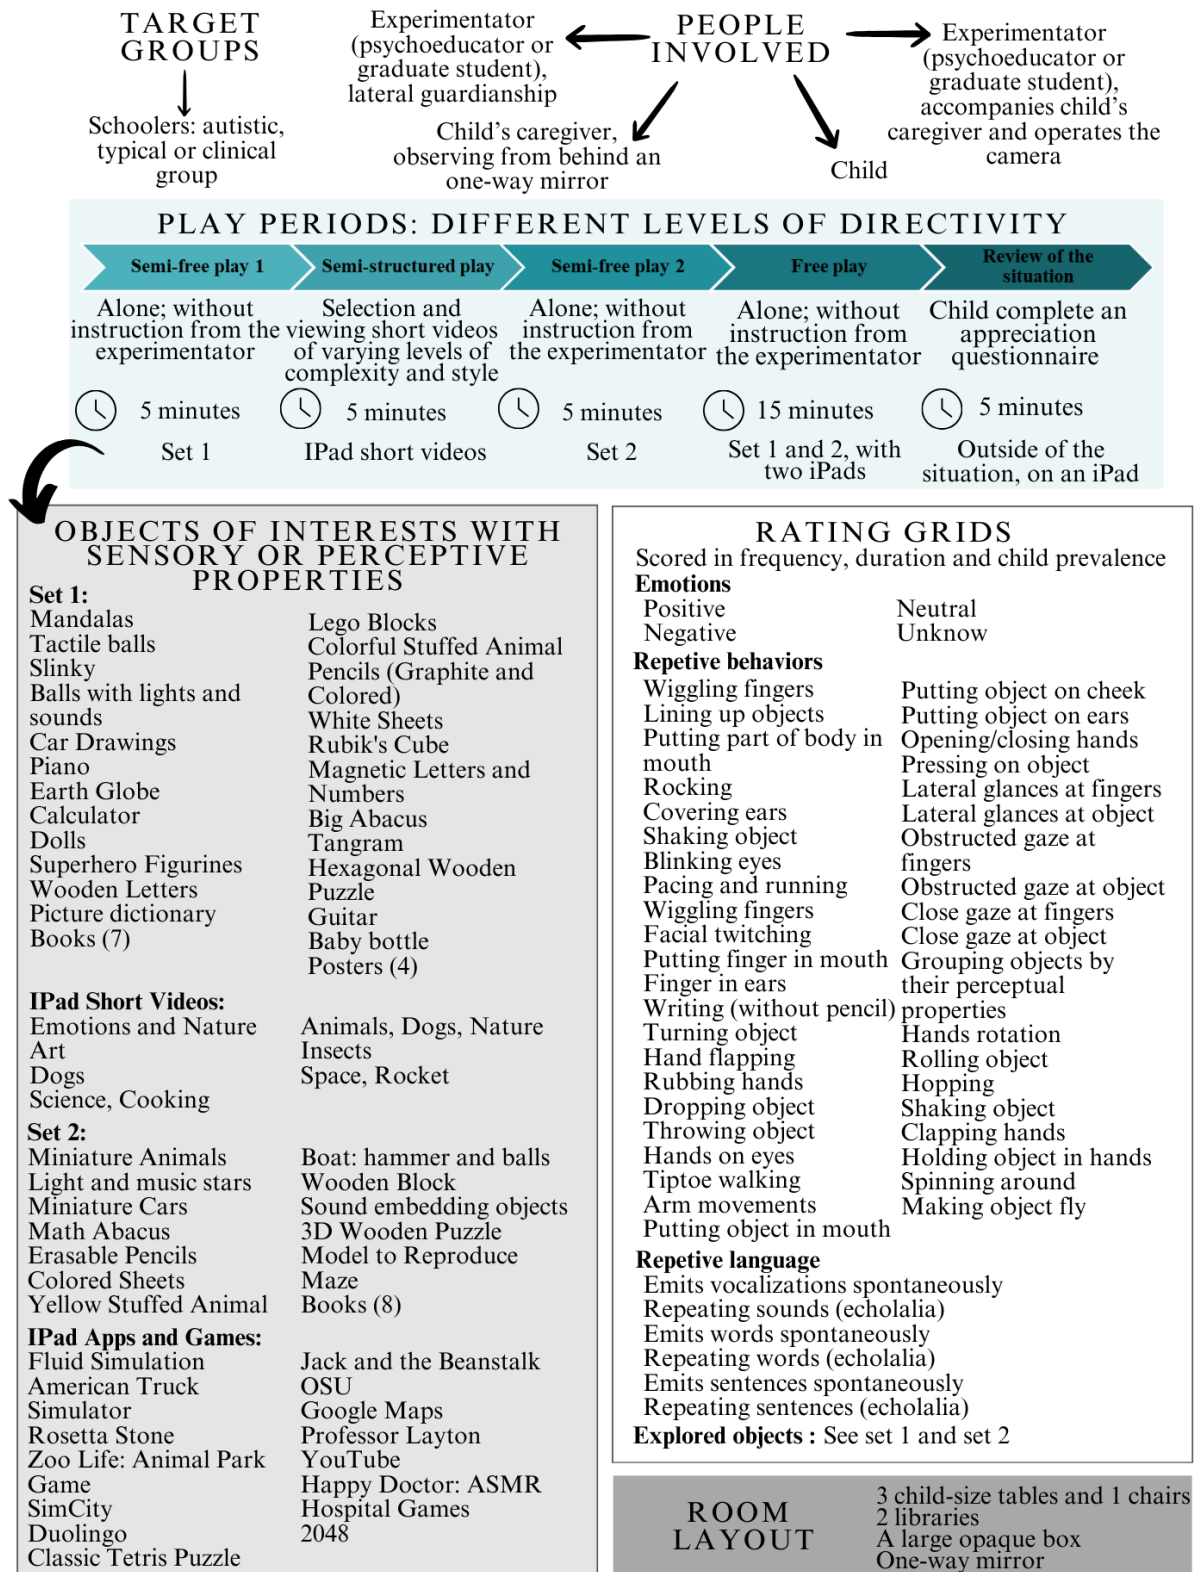 TARGET
GROUPS
Schoolers: autistic,
typical or clinical
group
Experimentator
(psychoeducator or
graduate student),
lateral guardianship
PEOPLE
INVOLVED
Child's caregiver,
observing from behind an
one-way mirror
Child
Experimentator
(psychoeducator or
graduate student),
accompanies child's
caregiver and operates the
camera
PLAY PERIODS: DIFFERENT LEVELS OF DIRECTIVITY
Semi-free play 1
Alone; without
instruction from the
experimentator
5 minutes
Set 1
Semi-structured play
Selection and
viewing short videos
of varying levels of
complexity and style
5 minutes
IPad short videos
Semi-free play 2
Alone; without
instruction from
the experimentator
5 minutes
Set 2
Free play
Alone; without
instruction from
the experimentator
15 minutes
Set 1 and 2, with
two iPads
Review of the
situation
Child complete an
appreciation
questionnaire
5 minutes
Outside of the
situation, on an iPad
OBJECTS OF INTERESTS WITH
SENSORY OR PERCEPTIVE
PROPERTIES
Set 1:
Mandalas
Tactile balls
Slinky
Balls with lights and
sounds
Car Drawings
Piano
Earth Globe
Calculator
Dolls
Superhero Figurines
Wooden Letters
Picture dictionary
Books (7)
Lego Blocks
Colorful Stuffed Animal
Pencils (Graphite and
Colored)
White Sheets
Rubik's Cube
Magnetic Letters and
Numbers
Big Abacus
Tangram
Hexagonal Wooden
Puzzle
Guitar
Baby bottle
Posters (4)
IPad Short Videos:
Emotions and Nature
Art
Dogs
Science, Cooking
Animals, Dogs, Nature
Insects
Space, Rocket
Set 2:
Miniature Animals
Light and music stars
Miniature Cars
Math Abacus
Erasable Pencils
Colored Sheets
Yellow Stuffed Animal
Boat: hammer and balls
Wooden Block
Sound embedding objects
3D Wooden Puzzle
Model to Reproduce
Maze
Books (8)
IPad Apps and Games:
Fluid Simulation
American Truck
Simulator
Rosetta Stone
Zoo Life: Animal Park
Game
SimCity
Duolingo
Classic Tetris Puzzle
Jack and the Beanstalk
OSU
Google Maps
Professor Layton
YouTube
Happy Doctor: ASMR
Hospital Games
2048
RATING GRIDS
Scored in frequency, duration and child prevalence
Emotions
Positive
Negative
Neutral
Unknow
Repetive behaviors
Wiggling fingers
Lining up objects
Putting part of body in
mouth
Rocking
Covering ears
Shaking object
Blinking eyes
Pacing and running
Wiggling fingers
Facial twitching
Putting finger in mouth
Finger in ears
Writing (without pencil)
Turning object
Hand flapping
Rubbing hands
Dropping object
Throwing object
Hands on eyes
Tiptoe walking
Arm movements
Putting object in mouth
Putting object on cheek
Putting object on ears
Opening/closing hands
Pressing on object
Lateral glances at fingers
Lateral glances at object
Obstructed gaze at
fingers
Obstructed gaze at object
Close gaze at fingers
Close gaze at object
Grouping objects by
their perceptual
properties
Hands rotation
Rolling object
Hopping
Shaking object
Clapping hands
Holding object in hands
Spinning around
Making object fly
Repetive language
Emits vocalizations spontaneously
Repeating sounds (echolalia)
Emits words spontaneously
Repeating words (echolalia)
Emits sentences spontaneously
Repeating sentences (echolalia)
Explored objects : See set 1 and set 2
ROOM
LAYOUT
3 child-size tables and 1 chairs
2 libraries
A large opaque box
One-way mirror